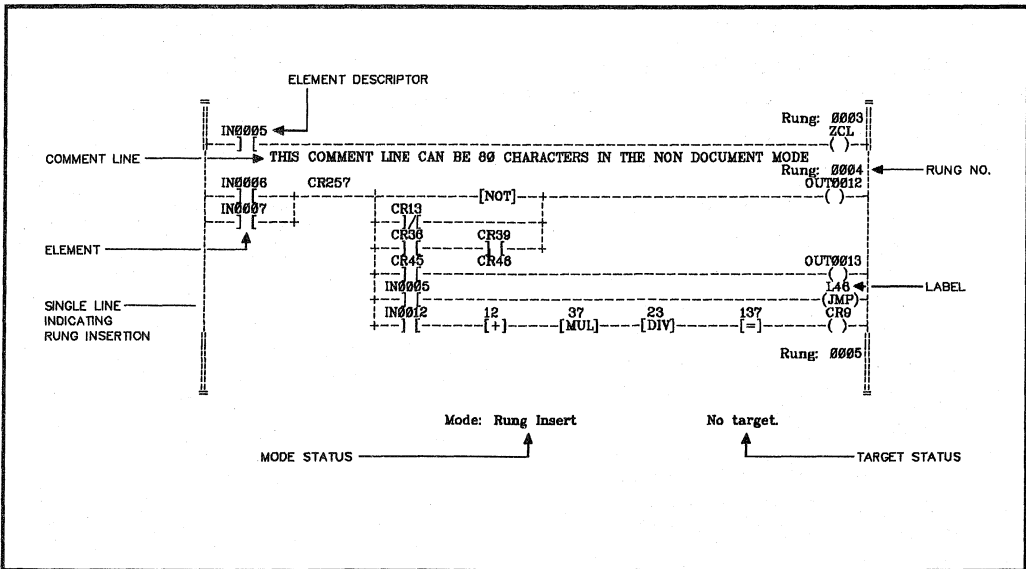 ELEMENT DESCRIPTOR
Rung: 0003
IN0005 ZCL
--] [-- --( )--
COMMENT LINE THIS COMMENT LINE CAN BE 80 CHARACTERS IN THE NON DOCUMENT MODE
Rung: 0004 RUNG NO.
IN0006 CR257 OUT0012
--] [-- --[NOT]-- --( )--
IN0007 CR13
--] [-- --]/[--
CR36 CR39
ELEMENT --] [-- --] [--
CR45 CR46 OUT0013
--] [-- --( )--
IN0005 L46 LABEL
SINGLE LINE --] [-- --(JMP)--
INDICATING IN0012 12 37 23 137 CR9
RUNG INSERTION --] [-- --[+]-- --[MUL]-- --[DIV]-- --[=]-- --( )--
Rung: 0005
Mode: Rung Insert No target.
MODE STATUS TARGET STATUS